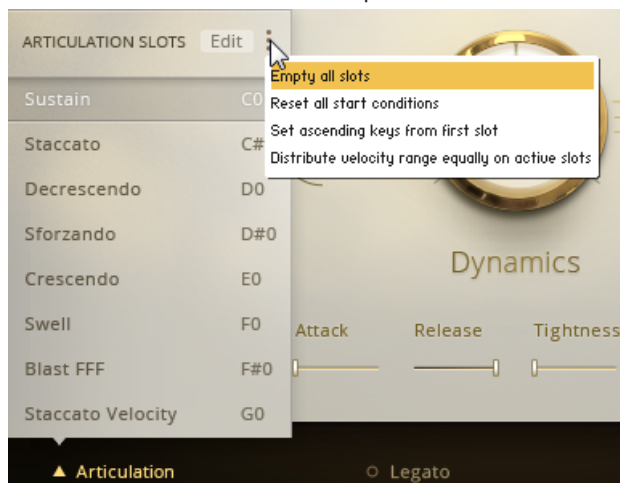 ARTICULATION SLOTS Edit
Empty all slots
Sustain C0
Reset all start conditions
Set ascending keys from first slot
Staccato C#
Distribute velocity range equally on active slots
Decrescendo D0
Sforzando D#0
Dynamics
Crescendo E0
Swell F0
Attack Release Tightness
Blast FFF F#0
Staccato Velocity G0
Articulation Legato